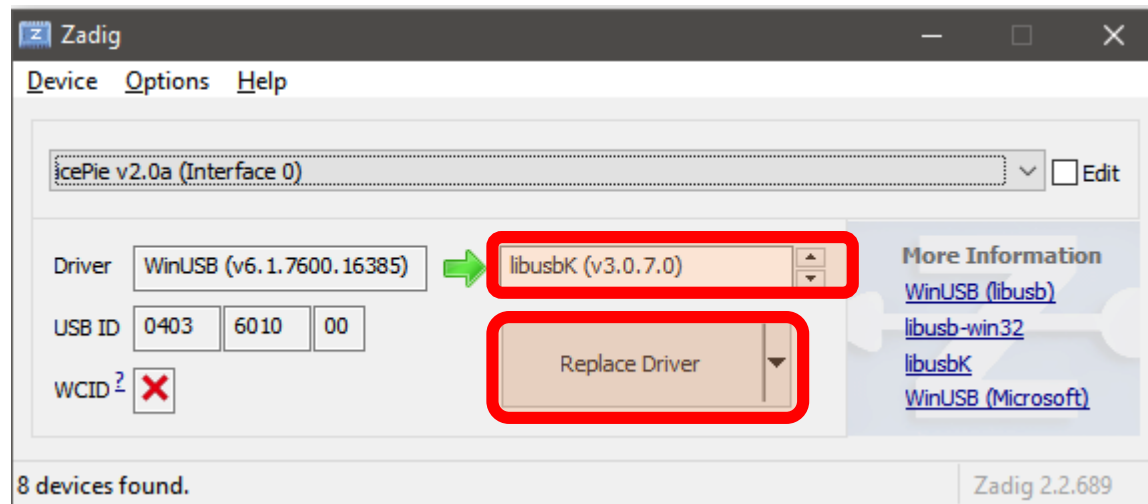 Zadig
Device Options Help
icePie v2.0a (Interface 0)
Edit
Driver WinUSB (v6.1.7600.16385) libusbK (v3.0.7.0)
USB ID 0403 6010 00
WCID ?
Replace Driver
More Information
WinUSB (libusb)
libusb-win32
libusbK
WinUSB (Microsoft)
8 devices found.
Zadig 2.2.689